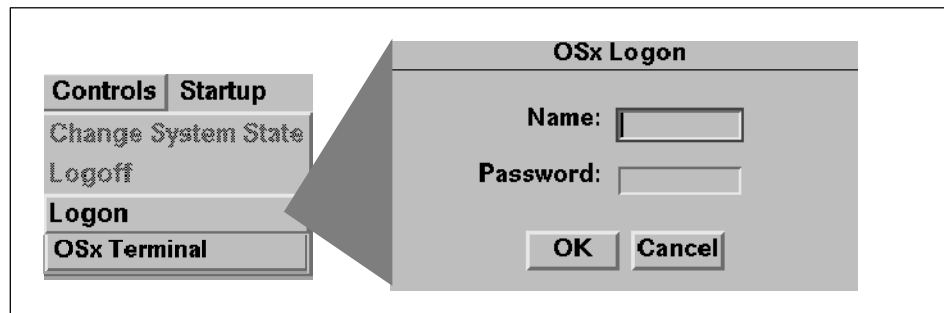 Controls Startup
Change System State
Logoff
Logon
OSx Terminal
OSx Logon
Name:
Password:
OK Cancel